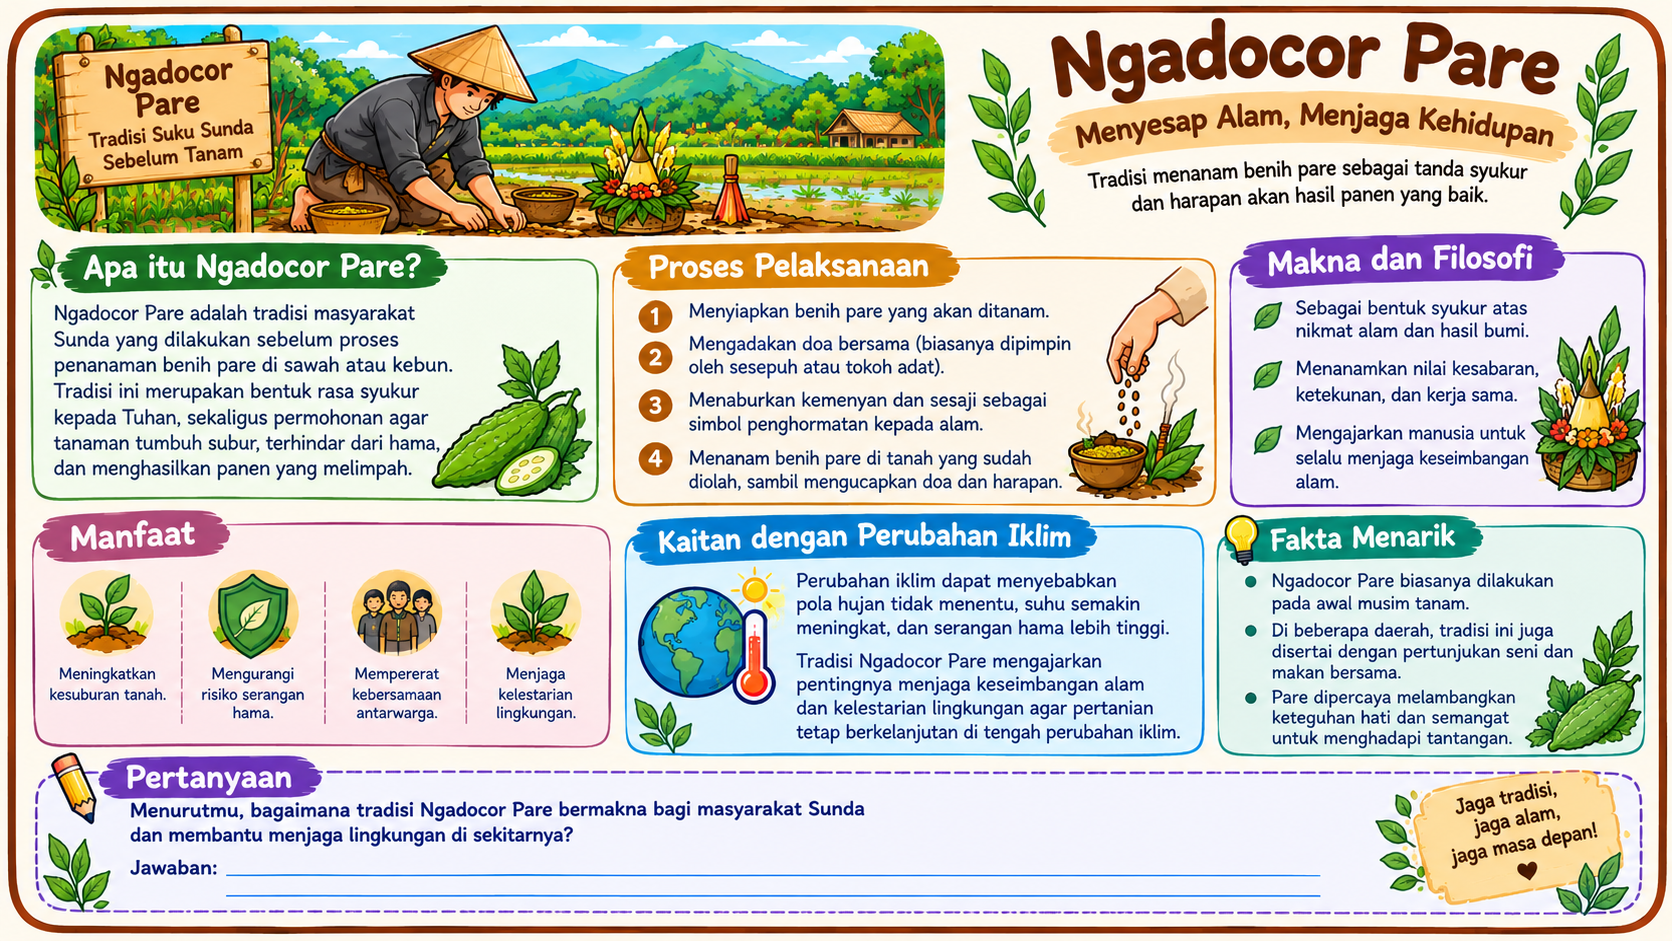 Ngadocor
Pare
Tradisi Suku Sunda
Sebelum Tanam
Ngadocor Pare
Menyesap Alam, Menjaga Kehidupan
Tradisi menanam benih pare sebagai tanda syukur
dan harapan akan hasil panen yang baik.
Apa itu Ngadocor Pare?
Ngadocor Pare adalah tradisi masyarakat
Sunda yang dilakukan sebelum proses
penanaman benih pare di sawah atau kebun.
Tradisi ini merupakan bentuk rasa syukur
kepada Tuhan, sekaligus permohonan agar
tanaman tumbuh subur, terhindar dari hama,
dan menghasilkan panen yang melimpah.
Proses Pelaksanaan
1 Menyiapkan benih pare yang akan ditanam.
2 Mengadakan doa bersama (biasanya dipimpin
oleh sesepuh atau tokoh adat).
3 Menaburkan kemenyan dan sesaji sebagai
simbol penghormatan kepada alam.
4 Menanam benih pare di tanah yang sudah
diolah, sambil mengucapkan doa dan harapan.
Makna dan Filosofi
Sebagai bentuk syukur atas
nikmat alam dan hasil bumi.
Menanamkan nilai kesabaran,
ketekunan, dan kerja sama.
Mengajarkan manusia untuk
selalu menjaga keseimbangan
alam.
Manfaat
Meningkatkan
kesuburan tanah.
Mengurangi
risiko serangan
hama.
Mempererat
kebersamaan
antarwarga.
Menjaga
kelestarian
lingkungan.
Kaitan dengan Perubahan Iklim
Perubahan iklim dapat menyebabkan
pola hujan tidak menentu, suhu semakin
meningkat, dan serangan hama lebih tinggi.
Tradisi Ngadocor Pare mengajarkan
pentingnya menjaga keseimbangan alam
dan kelestarian lingkungan agar pertanian
tetap berkelanjutan di tengah perubahan iklim.
Fakta Menarik
• Ngadocor Pare biasanya dilakukan
pada awal musim tanam.
• Di beberapa daerah, tradisi ini juga
disertai dengan pertunjukan seni dan
makan bersama.
• Pare dipercaya melambangkan
keteguhan hati dan semangat
untuk menghadapi tantangan.
Pertanyaan
Menurutmu, bagaimana tradisi Ngadocor Pare bermakna bagi masyarakat Sunda
dan membantu menjaga lingkungan di sekitarnya?
Jawaban:
Jaga tradisi,
jaga alam,
jaga masa depan!